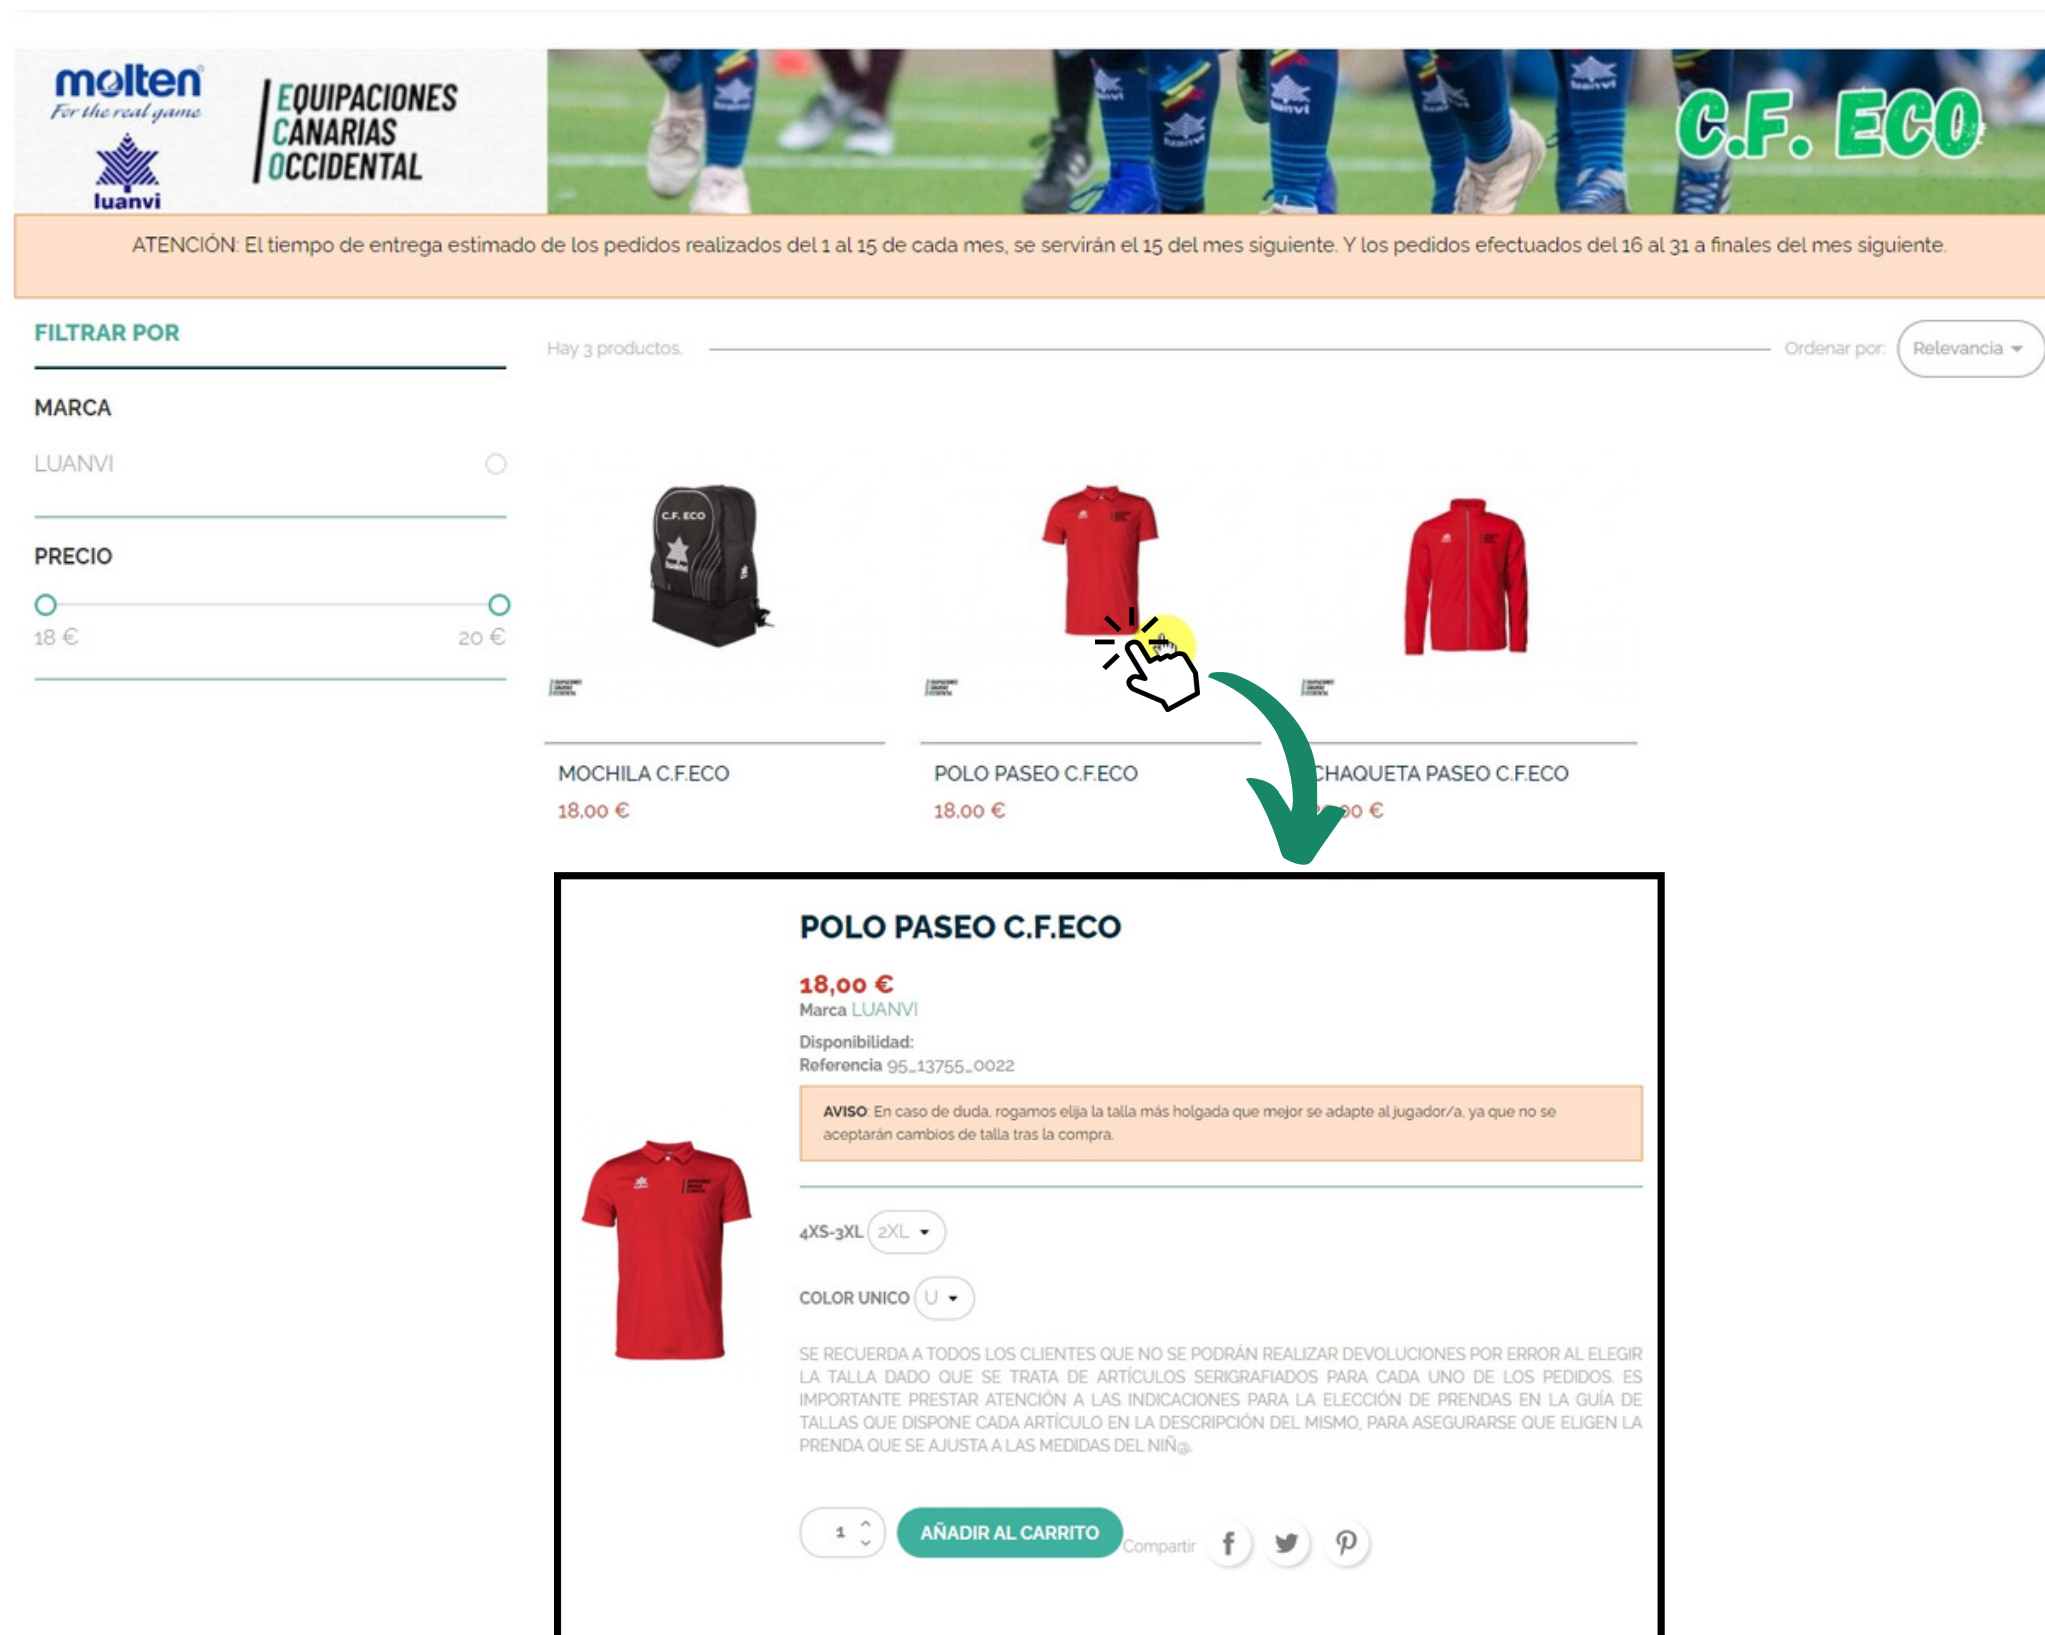 molten
For the real game
luanvi
EQUIPACIONES
CANARIAS
OCCIDENTAL
C.F. ECO
ATENCIÓN: El tiempo de entrega estimado de los pedidos realizados del 1 al 15 de cada mes, se servirán el 15 del mes siguiente. Y los pedidos efectuados del 16 al 31 a finales del mes siguiente.
FILTRAR POR
Hay 3 productos.
Ordenar por:
Relevancia
MARCA
LUANVI
PRECIO
18 €
20 €
C.F. ECO
luanvi
MOCHILA C.F.ECO
18,00 €
POLO PASEO C.F.ECO
18,00 €
CHAQUETA PASEO C.F.ECO
00 €
POLO PASEO C.F.ECO
18,00 €
Marca LUANVI
Disponibilidad:
Referencia 95_13755_0022
AVISO: En caso de duda, rogamos elija la talla más holgada que mejor se adapte al jugador/a, ya que no se
aceptarán cambios de talla tras la compra.
4XS-3XL 2XL
COLOR UNICO U
SE RECUERDA A TODOS LOS CLIENTES QUE NO SE PODRÁN REALIZAR DEVOLUCIONES POR ERROR AL ELEGIR
LA TALLA DADO QUE SE TRATA DE ARTÍCULOS SERIGRAFIADOS PARA CADA UNO DE LOS PEDIDOS. ES
IMPORTANTE PRESTAR ATENCIÓN A LAS INDICACIONES PARA LA ELECCIÓN DE PRENDAS EN LA GUÍA DE
TALLAS QUE DISPONE CADA ARTÍCULO EN LA DESCRIPCIÓN DEL MISMO, PARA ASEGURARSE QUE ELIGEN LA
PRENDA QUE SE AJUSTA A LAS MEDIDAS DEL NIÑ@.
1
AÑADIR AL CARRITO
Compartir